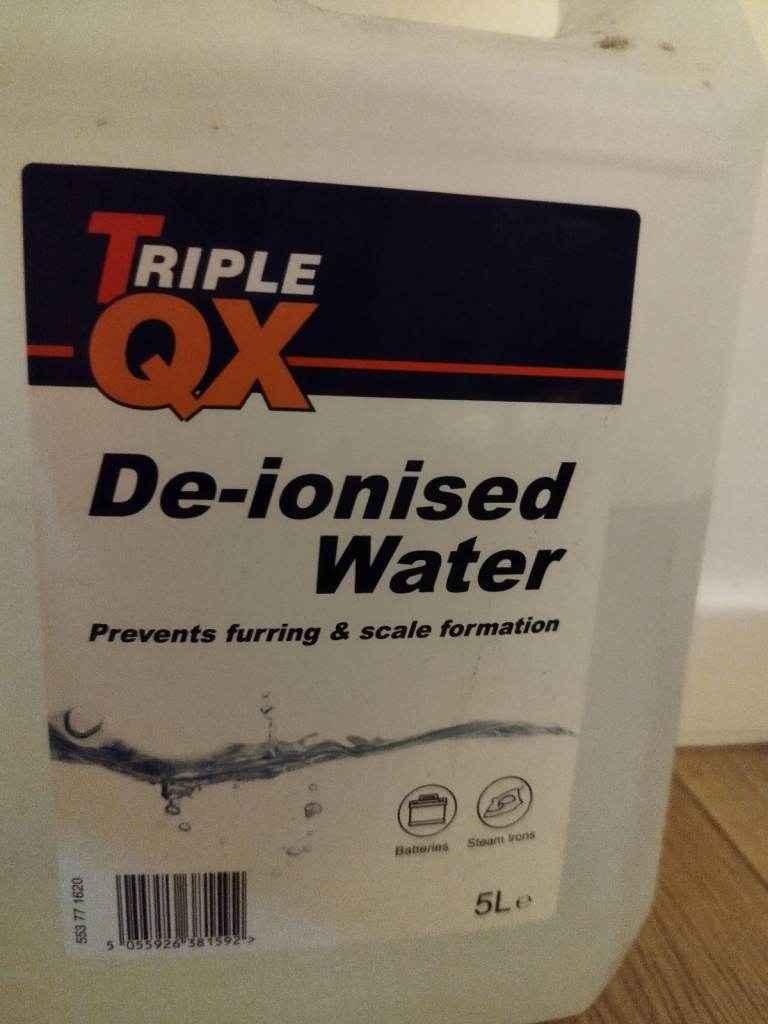 TRIPLE
QX
De-ionised
Water
Prevents furring & scale formation
Batteries
Steam Irons
5L e
553 77 1620
5 055926 381592 >